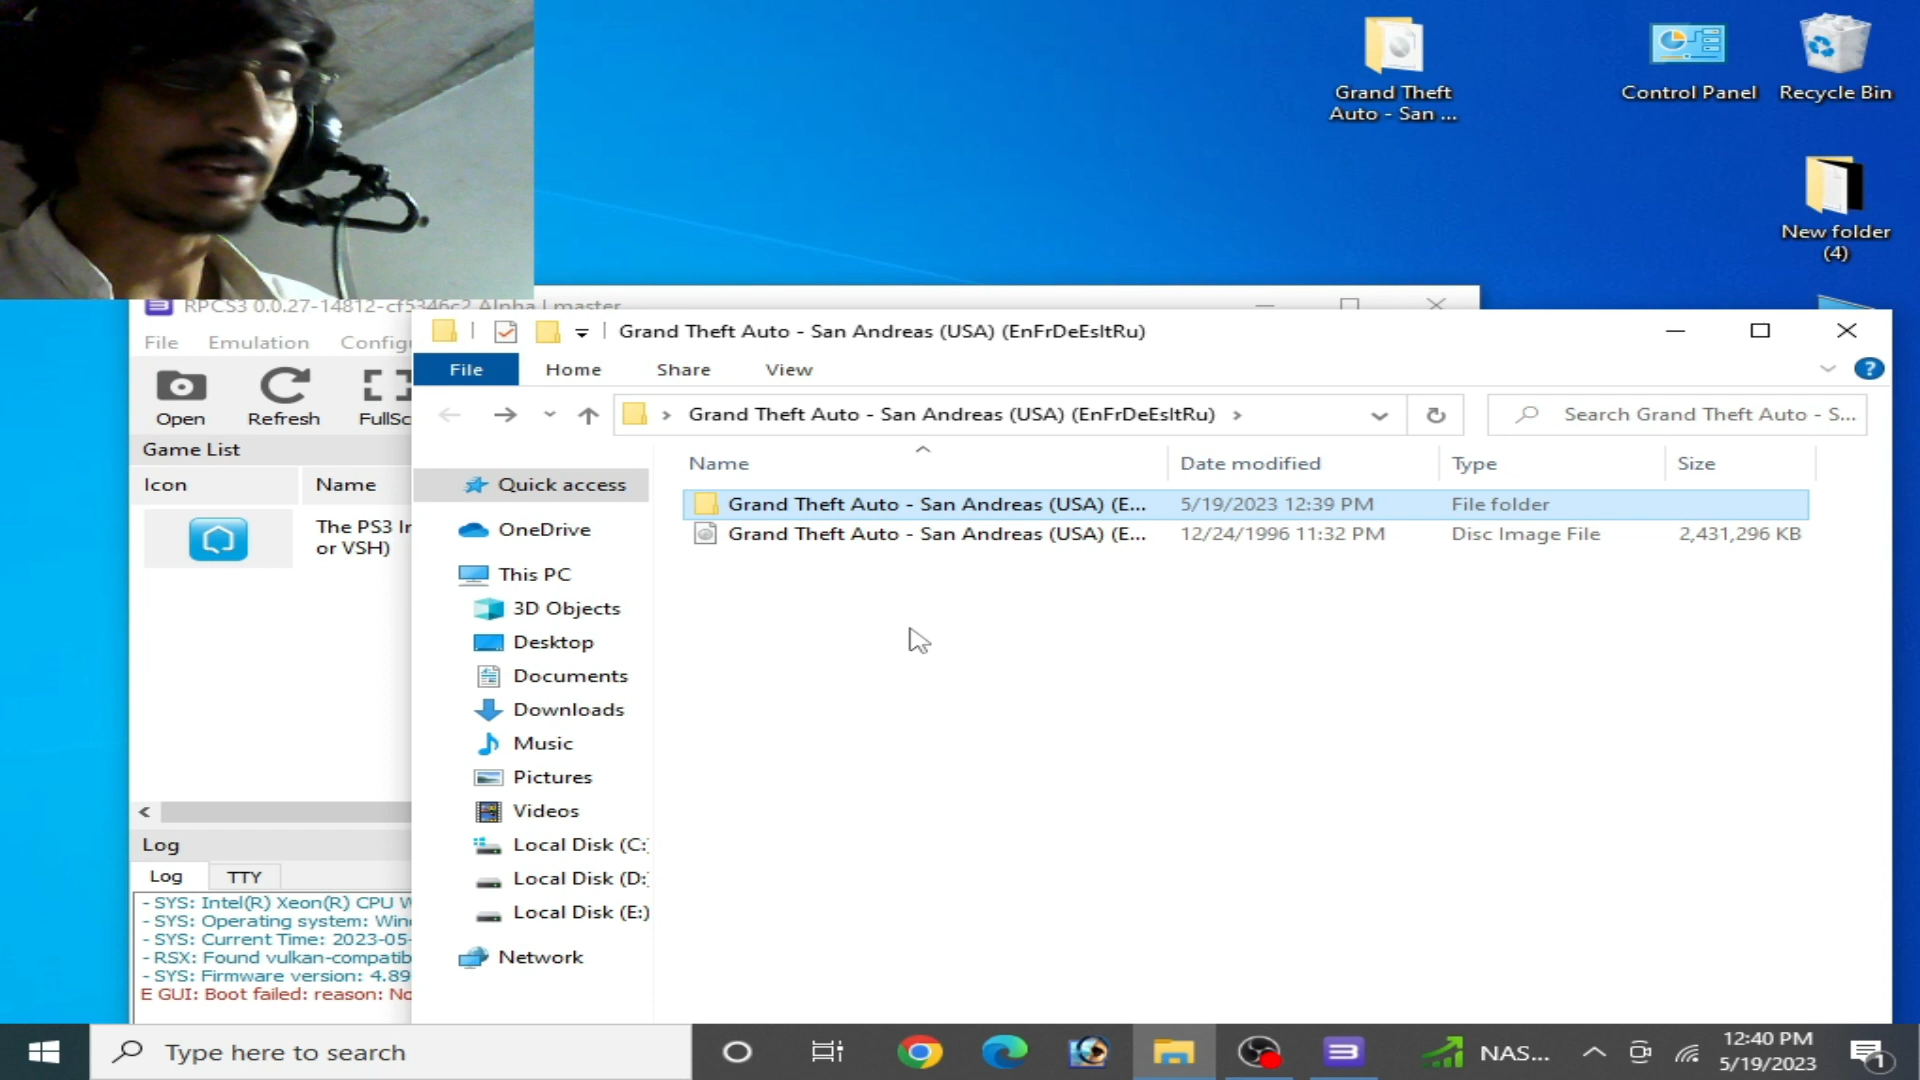 Grand Theft
Auto - San ...
Control Panel
Recycle Bin
New folder
(4)
RPCS3 0.0.27-14812-cf5346c2 Alpha | master
File Emulation Config
Open Refresh FullSc
Game List
Icon Name
The PS3 In
or VSH)
Log
Log TTY
- SYS: Intel(R) Xeon(R) CPU W
- SYS: Operating system: Win
- SYS: Current Time: 2023-05-
- RSX: Found vulkan-compatib
- SYS: Firmware version: 4.89
E GUI: Boot failed: reason: No
Grand Theft Auto - San Andreas (USA) (EnFrDeEsItRu)
File Home Share View
Grand Theft Auto - San Andreas (USA) (EnFrDeEsItRu)
Search Grand Theft Auto - S...
Name Date modified Type Size
Grand Theft Auto - San Andreas (USA) (E... 5/19/2023 12:39 PM File folder
Grand Theft Auto - San Andreas (USA) (E... 12/24/1996 11:32 PM Disc Image File 2,431,296 KB
Quick access
OneDrive
This PC
3D Objects
Desktop
Documents
Downloads
Music
Pictures
Videos
Local Disk (C:)
Local Disk (D:)
Local Disk (E:)
Network
Type here to search
NAS...
12:40 PM
5/19/2023
1